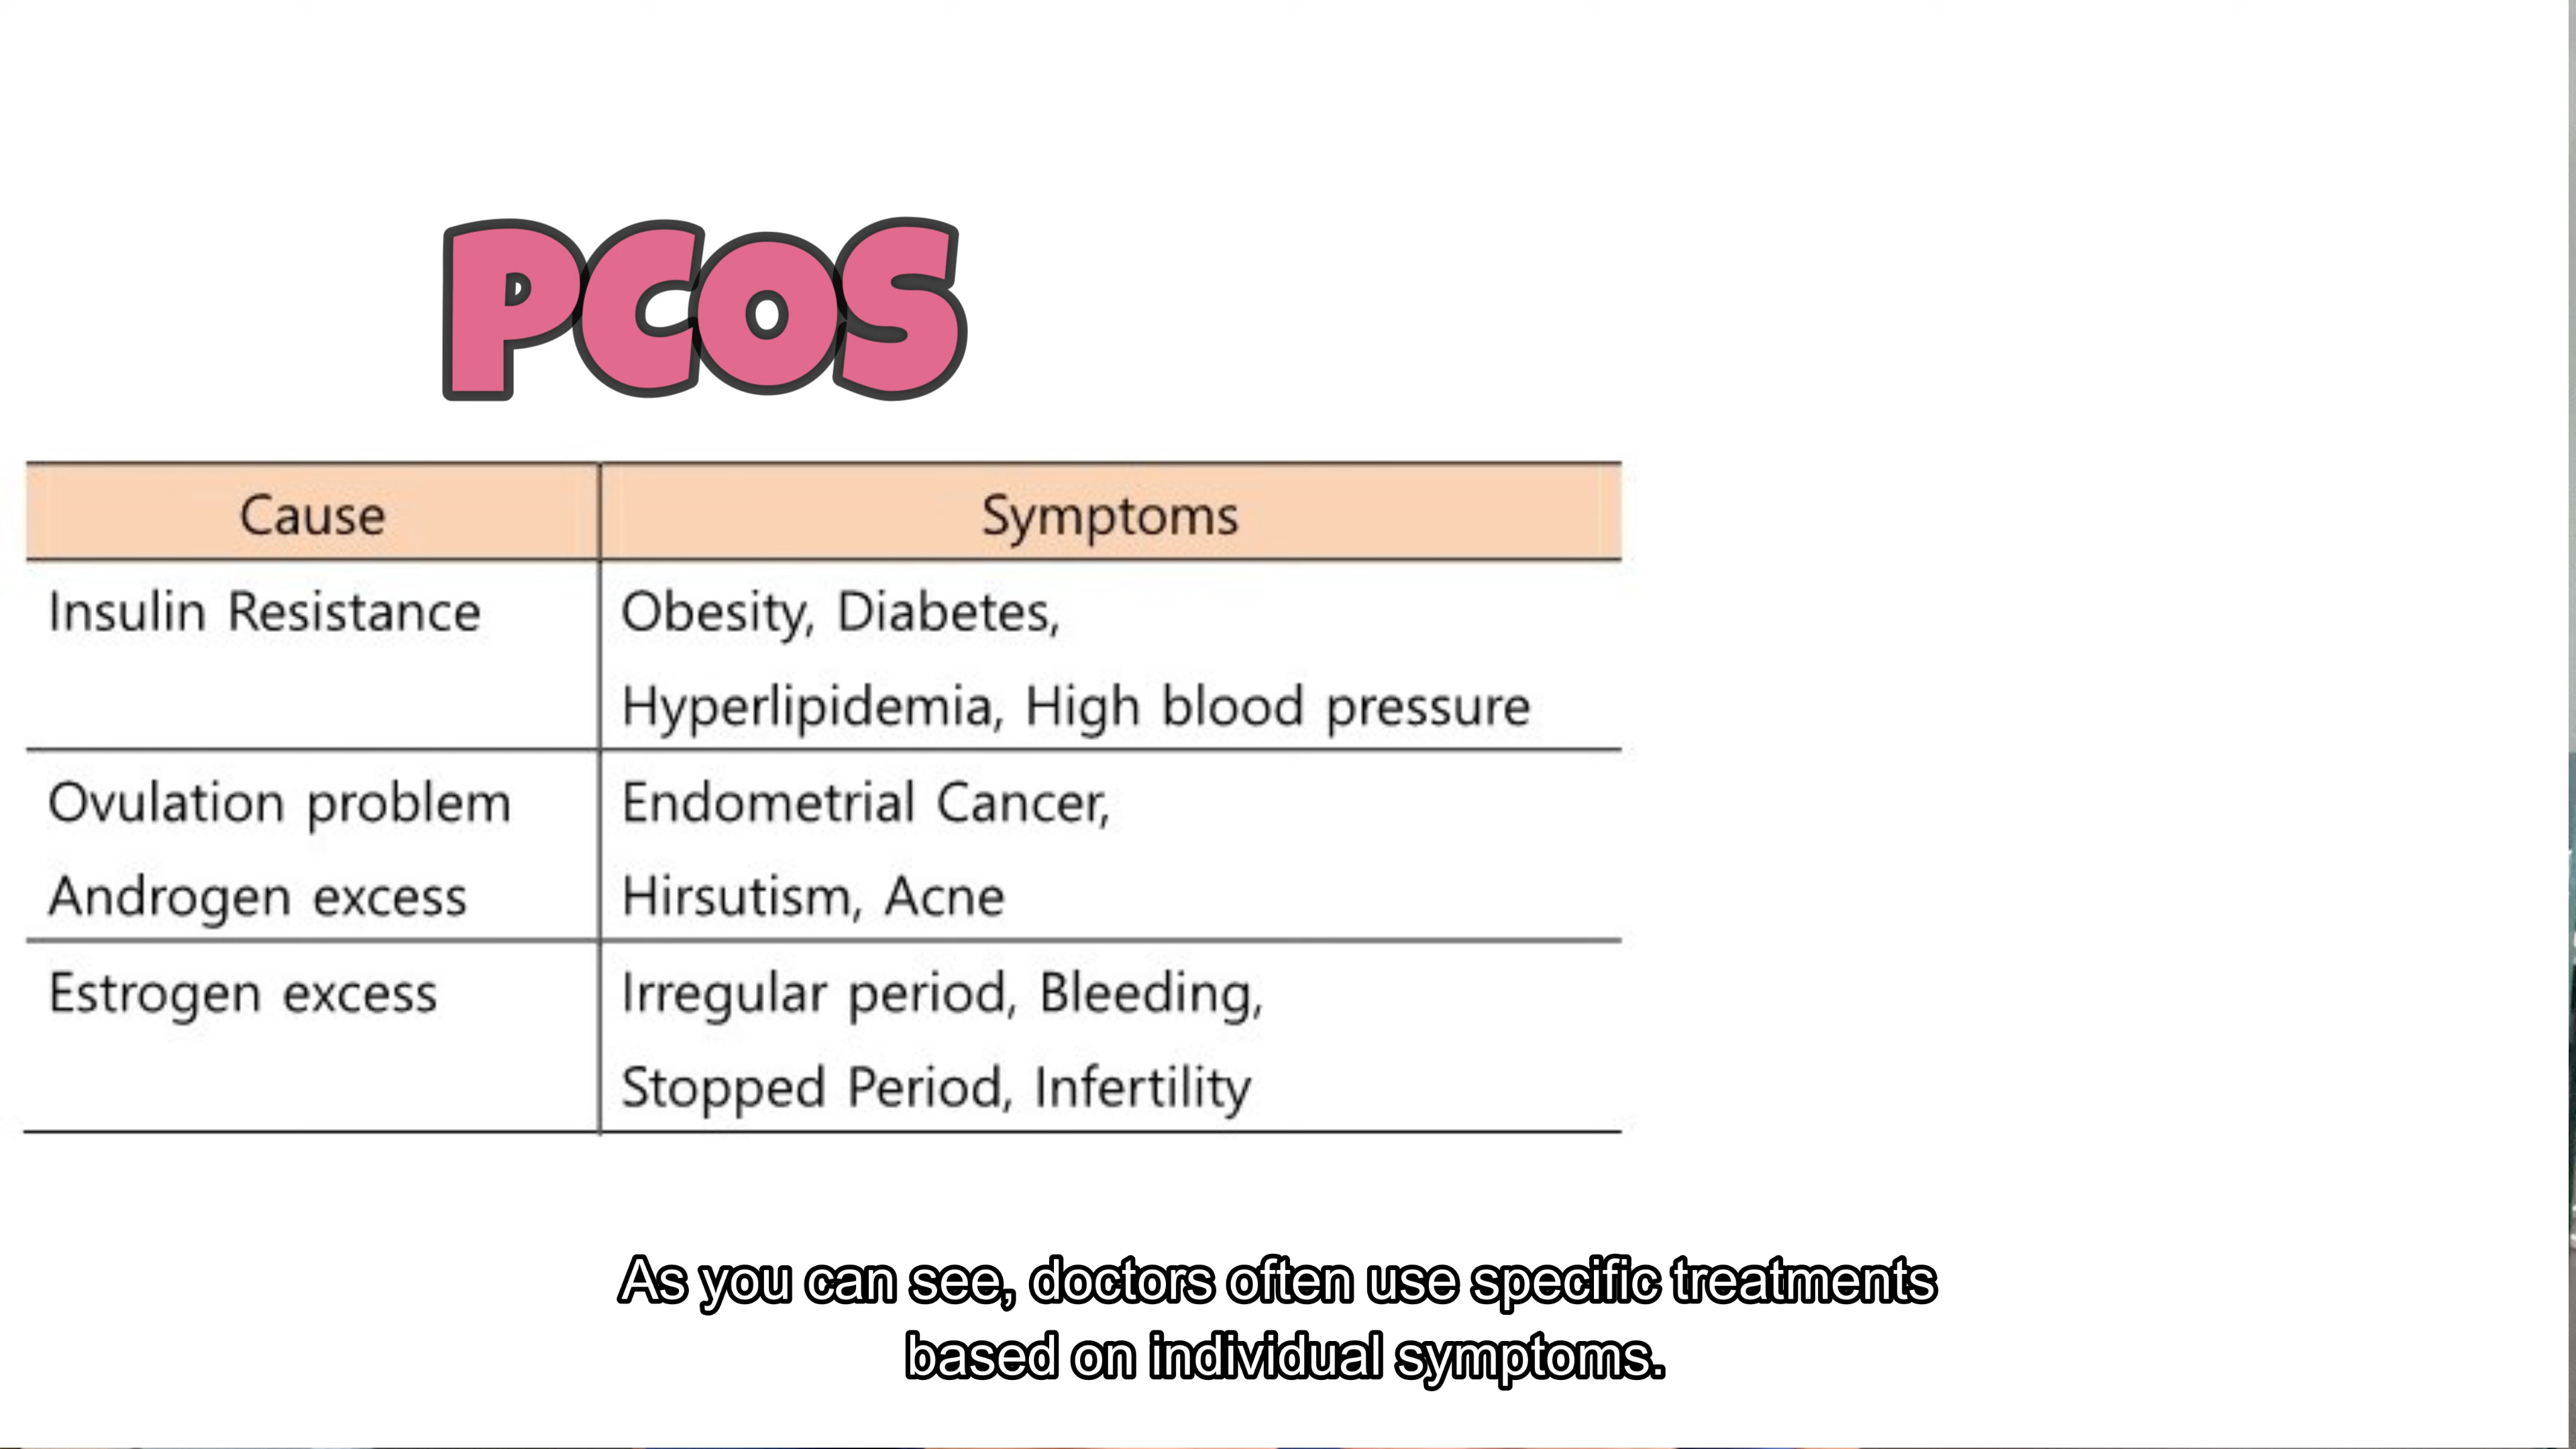 PCOS
Cause Symptoms
Insulin Resistance Obesity, Diabetes,
Hyperlipidemia, High blood pressure
Ovulation problem Endometrial Cancer,
Androgen excess Hirsutism, Acne
Estrogen excess Irregular period, Bleeding,
Stopped Period, Infertility
As you can see, doctors often use specific treatments
based on individual symptoms.